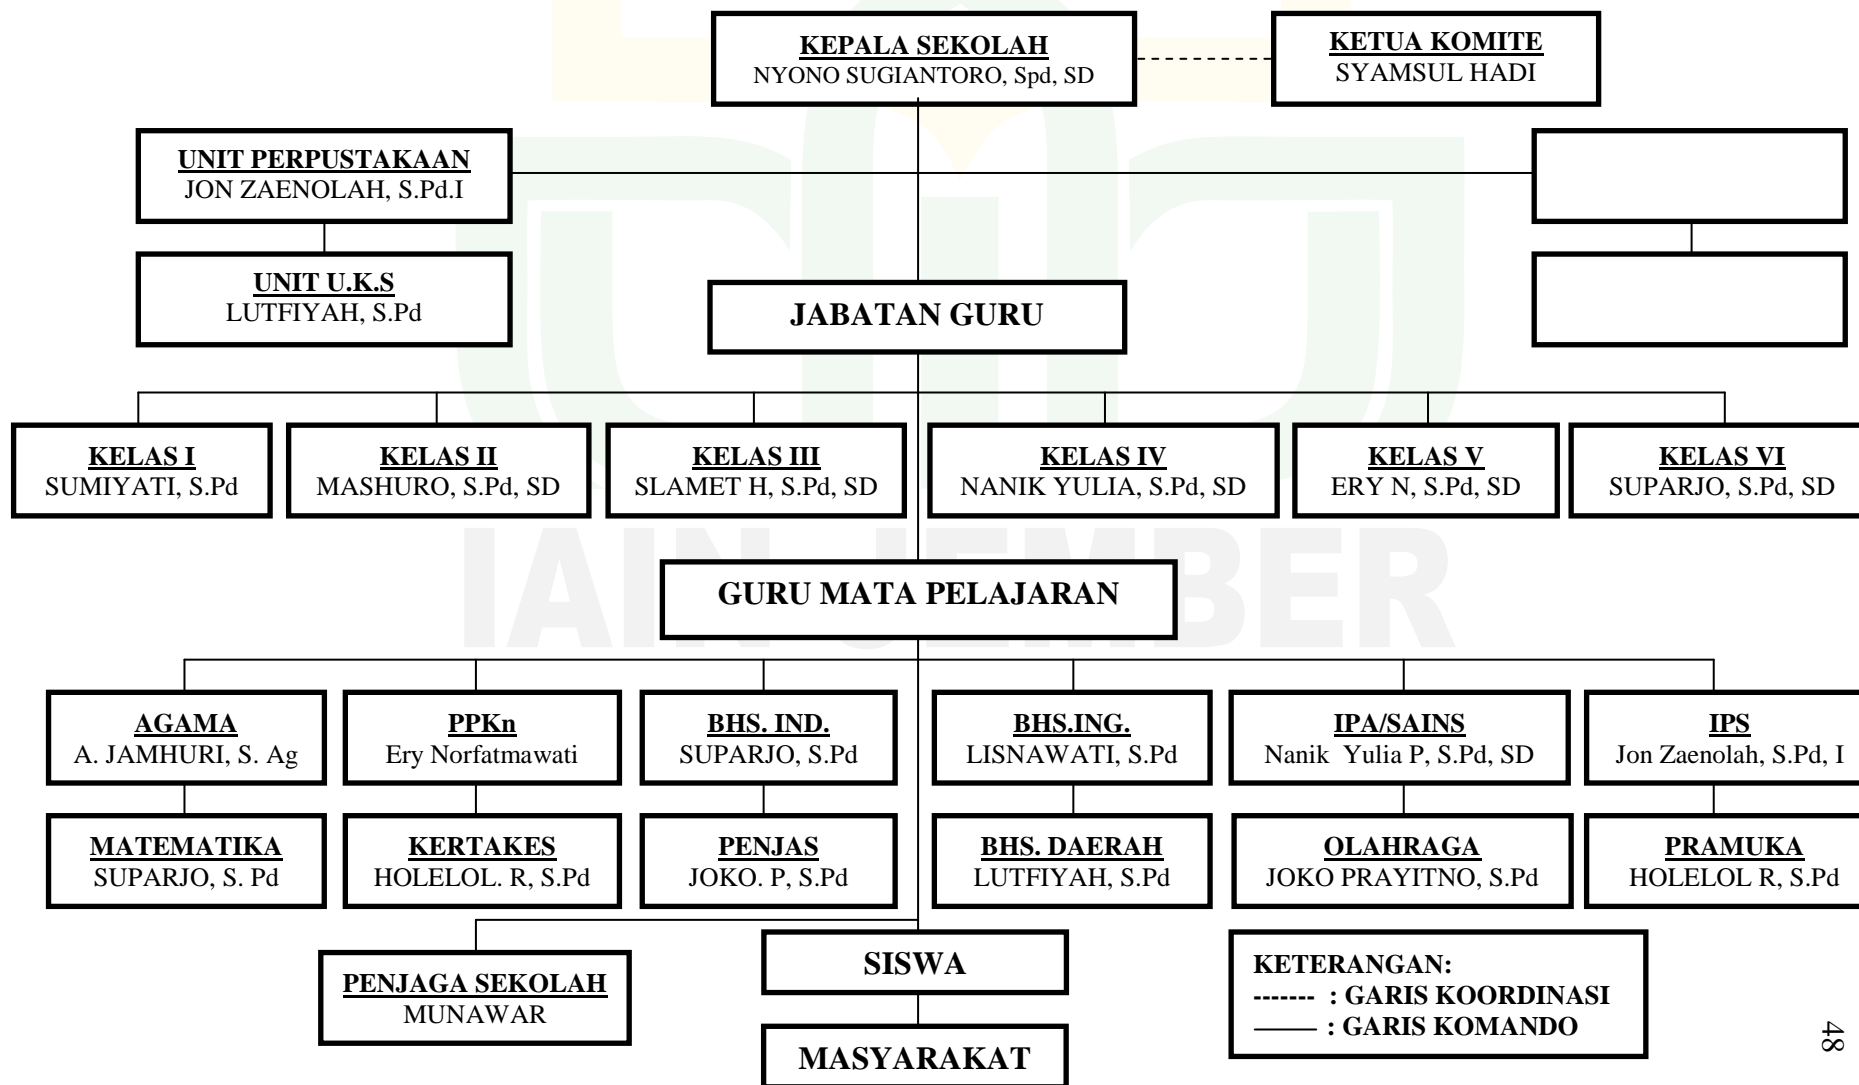 KEPALA SEKOLAH
NYONO SUGIANTORO, Spd, SD
KETUA KOMITE
SYAMSUL HADI
UNIT PERPUSTAKAAN
JON ZAENOLAH, S.Pd.I
UNIT U.K.S
LUTFIYAH, S.Pd
JABATAN GURU
KELAS I
SUMIYATI, S.Pd
KELAS II
MASHURO, S.Pd, SD
KELAS III
SLAMET H, S.Pd, SD
KELAS IV
NANIK YULIA, S.Pd, SD
KELAS V
ERY N, S.Pd, SD
KELAS VI
SUPARJO, S.Pd, SD
IAIN JEMBER
GURU MATA PELAJARAN
AGAMA
A. JAMHURI, S. Ag
PPKn
Ery Norfatmawati
BHS. IND.
SUPARJO, S.Pd
BHS.ING.
LISNAWATI, S.Pd
IPA/SAINS
Nanik  Yulia P, S.Pd, SD
IPS
Jon Zaenolah, S.Pd, I
MATEMATIKA
SUPARJO, S. Pd
KERTAKES
HOLELOL. R, S.Pd
PENJAS
JOKO. P, S.Pd
BHS. DAERAH
LUTFIYAH, S.Pd
OLAHRAGA
JOKO PRAYITNO, S.Pd
PRAMUKA
HOLELOL R, S.Pd
PENJAGA SEKOLAH
MUNAWAR
SISWA
MASYARAKAT
KETERANGAN:
------- : GARIS KOORDINASI
——— : GARIS KOMANDO
48